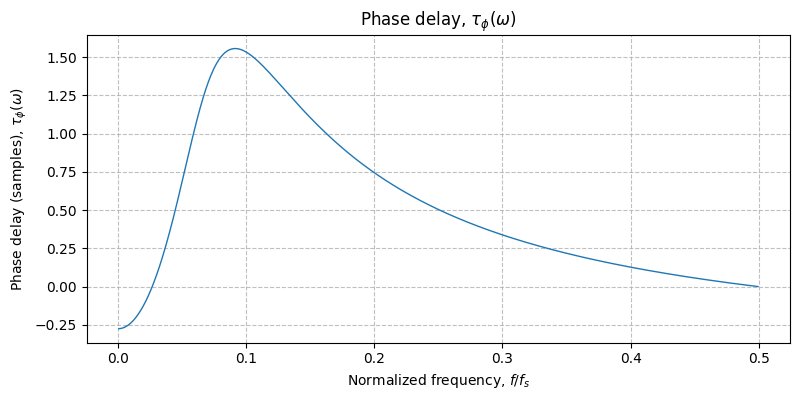 Phase delay, τ_ϕ(ω)
Phase delay (samples), τ_ϕ(ω)
1.50
1.25
1.00
0.75
0.50
0.25
0.00
−0.25
0.0 0.1 0.2 0.3 0.4 0.5
Normalized frequency, f/f_s